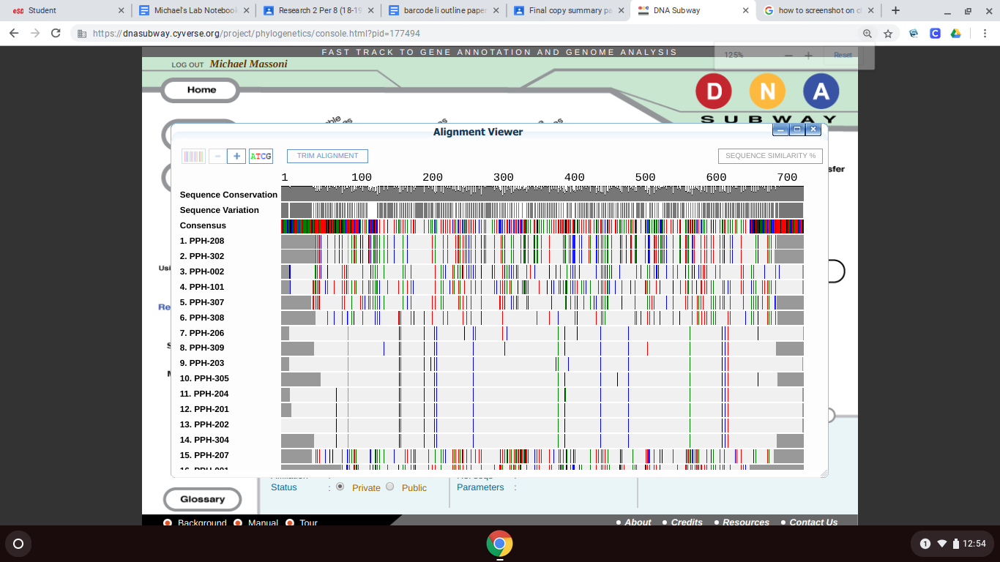 esd Student
Michael's Lab Notebook
Research 2 Per 8 (18-19
barcode li outline paper
Final copy summary pa
DNA Subway
how to screenshot on c
https://dnasubway.cyverse.org/project/phylogenetics/console.html?pid=177494
FAST TRACK TO GENE ANNOTATION AND GENOME ANALYSIS
125% Reset
LOG OUT Michael Massoni
Home
D N A
SUBWAY
Alignment Viewer
ATCG TRIM ALIGNMENT SEQUENCE SIMILARITY %
sfer
1 100 200 300 400 500 600 700
Sequence Conservation
Sequence Variation
Consensus
1. PPH-208
2. PPH-302
3. PPH-002
Usi
4. PPH-101
5. PPH-307
Re
6. PPH-308
7. PPH-206
8. PPH-309
9. PPH-203
10. PPH-305
11. PPH-204
12. PPH-201
13. PPH-202
14. PPH-304
15. PPH-207
Status : Private Public
Parameters :
Glossary
Background Manual Tour
About Credits Resources Contact Us
1 12:54